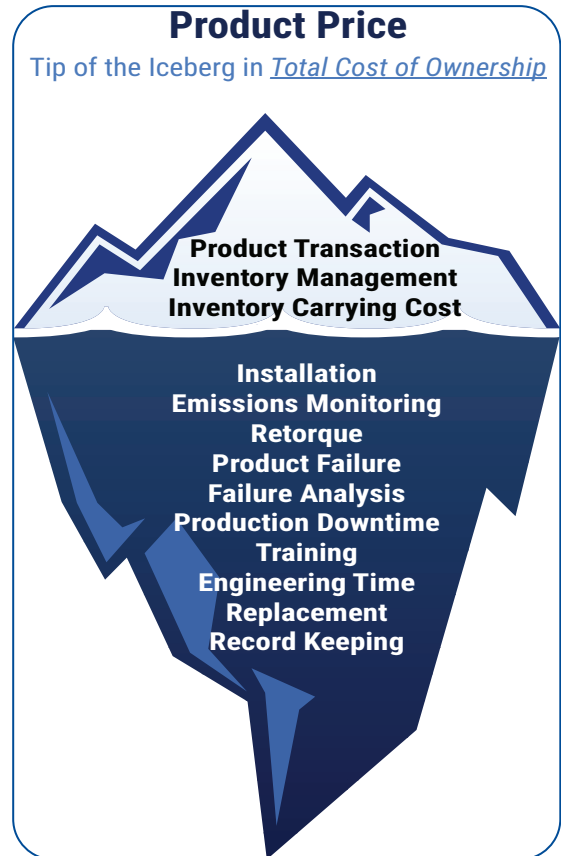 Product Price
Tip of the Iceberg in Total Cost of Ownership
Product Transaction
Inventory Management
Inventory Carrying Cost
Installation
Emissions Monitoring
Retorque
Product Failure
Failure Analysis
Production Downtime
Training
Engineering Time
Replacement
Record Keeping